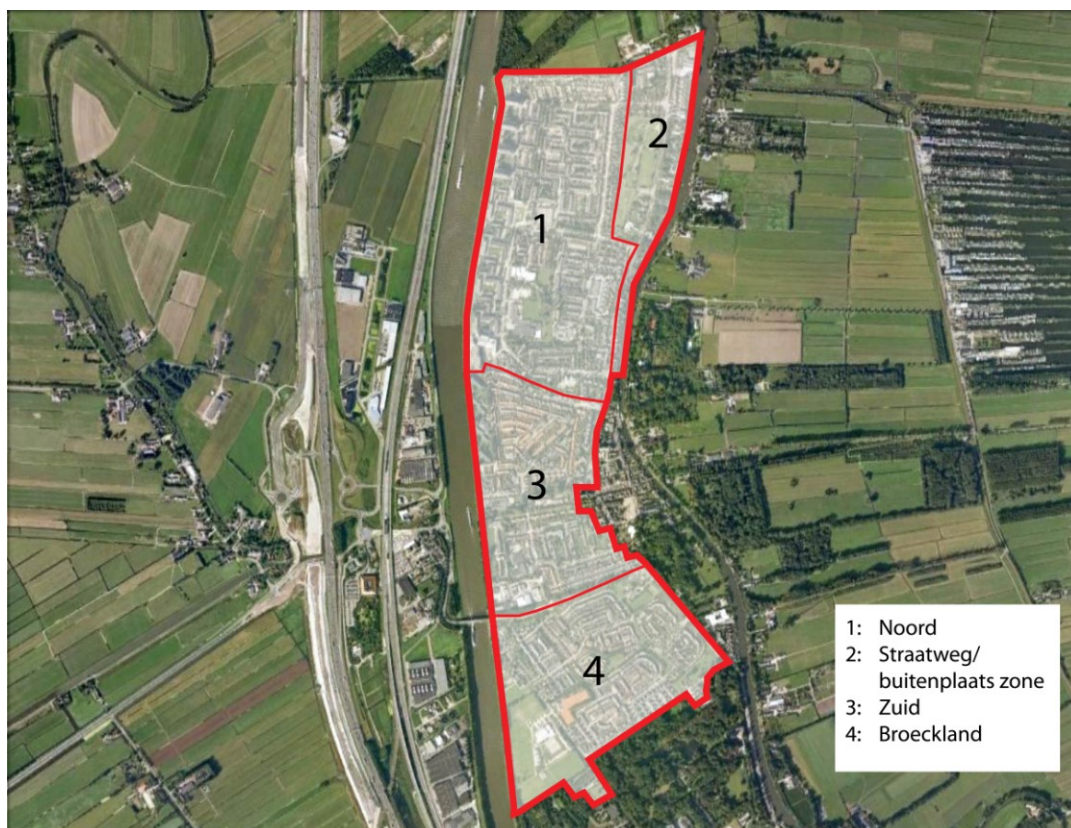 2
1
3
4
1: Noord
2: Straatweg/
buitenplaats zone
3: Zuid
4: Broeckland